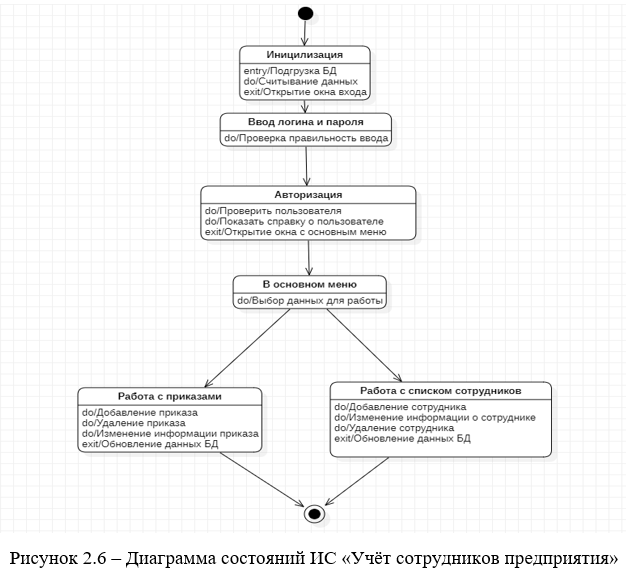 Иницилизация
entry/Подгрузка БД
do/Считывание данных
exit/Открытие окна входа
Ввод логина и пароля
do/Проверка правильность ввода
Авторизация
do/Проверить пользователя
do/Показать справку о пользователе
exit/Открытие окна с основным меню
В основном меню
do/Выбор данных для работы
Работа с приказами
do/Добавление приказа
do/Удаление приказа
do/Изменение информации приказа
exit/Обновление данных БД
Работа с списком сотрудников
do/Добавление сотрудника
do/Изменение информации о сотруднике
do/Удаление сотрудника
exit/Обновление данных БД
Рисунок 2.6 – Диаграмма состояний ИС «Учёт сотрудников предприятия»